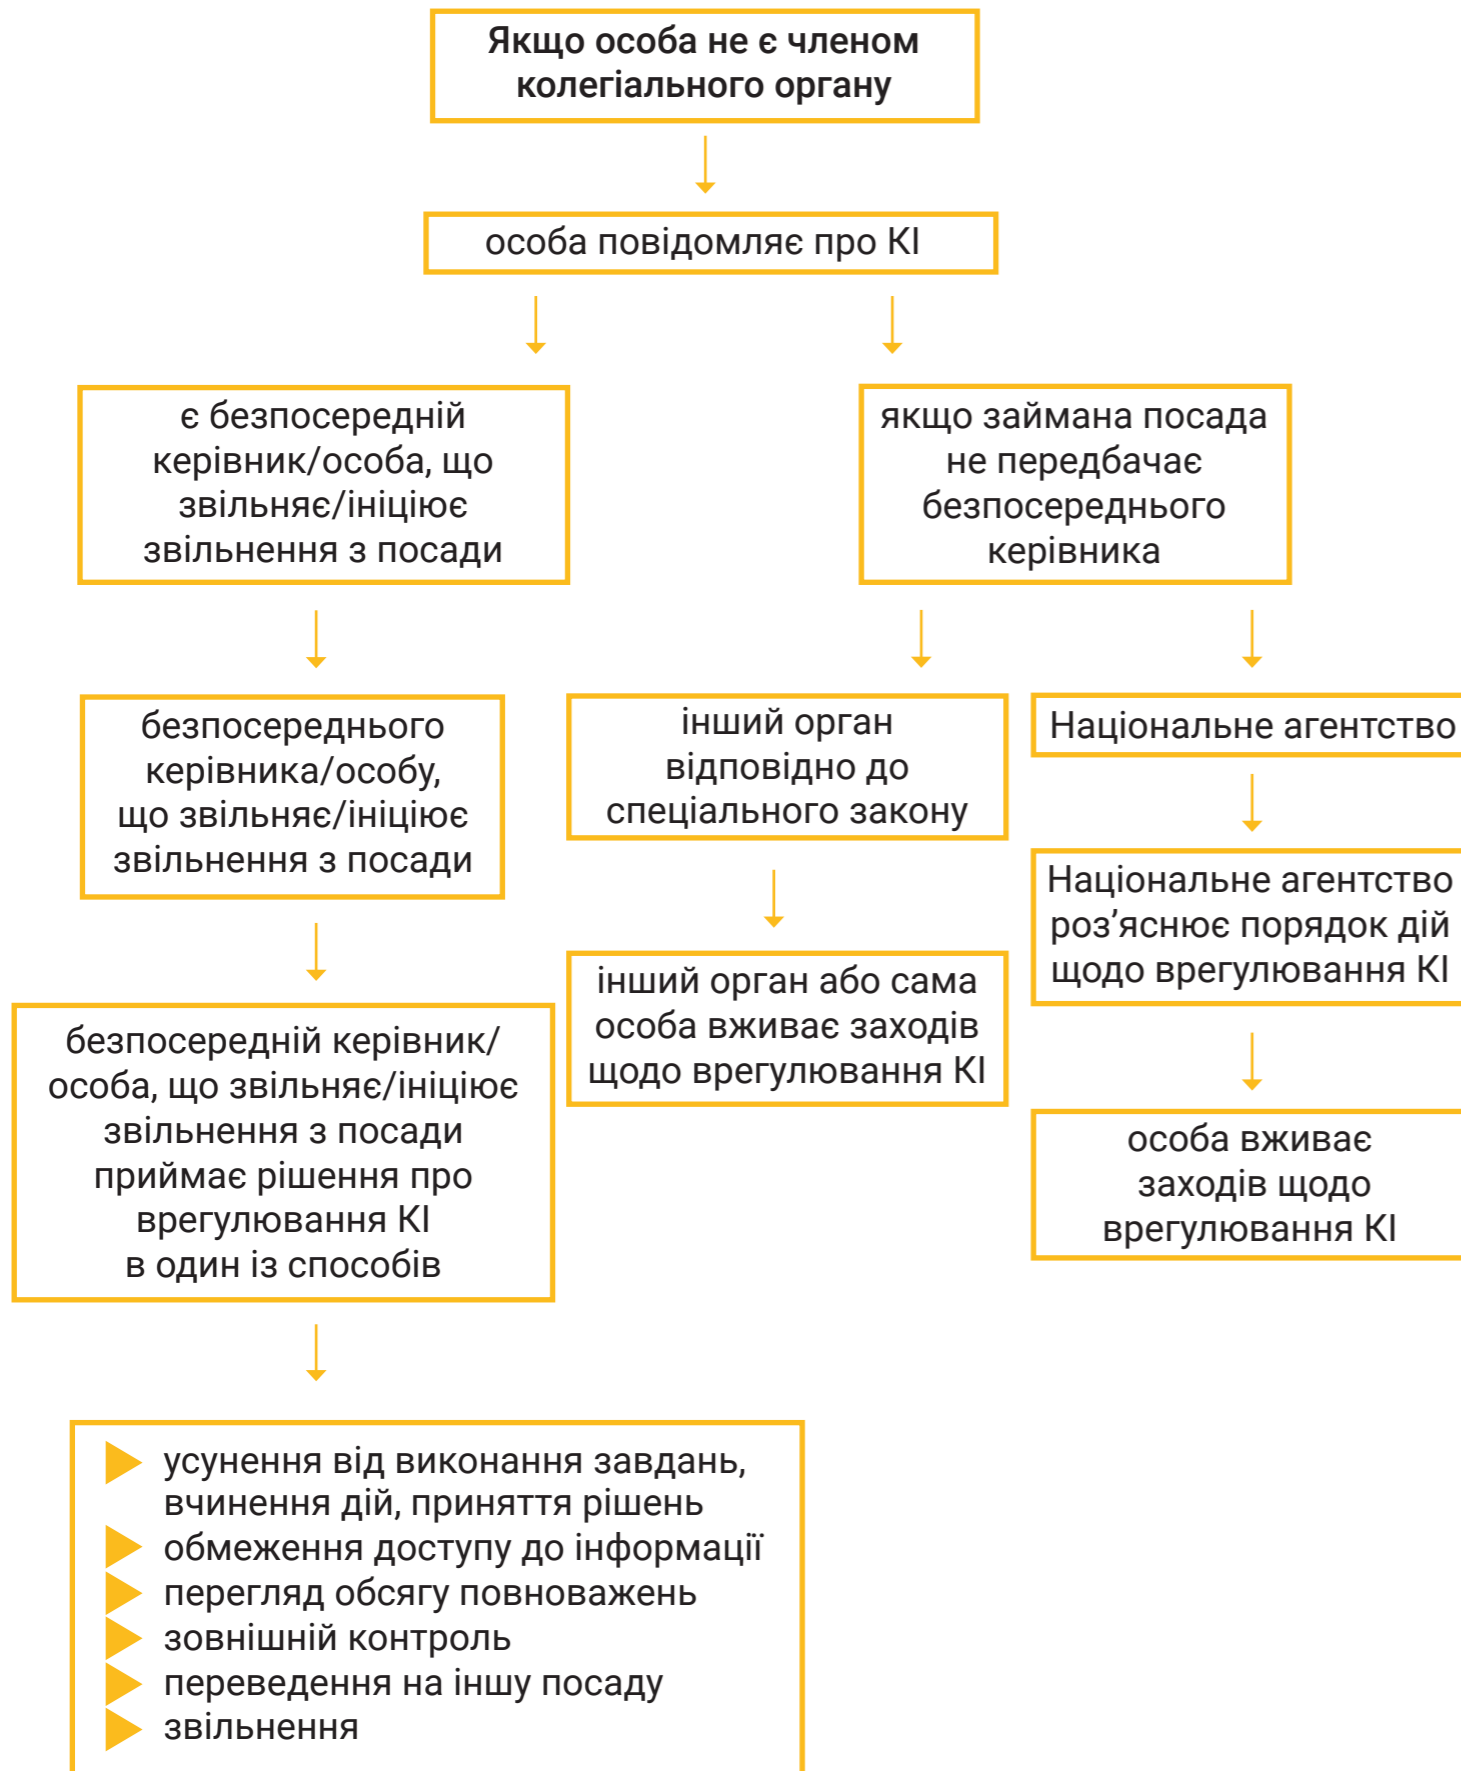 Якщо особа не є членом
колегіального органу
особа повідомляє про КІ
є безпосередній
керівник/особа, що
звільняє/ініціює
звільнення з посади
якщо займана посада
не передбачає
безпосереднього
керівника
безпосереднього
керівника/особу,
що звільняє/ініціює
звільнення з посади
інший орган
відповідно до
спеціального закону
Національне агентство
Національне агентство
роз’яснює порядок дій
щодо врегулювання КІ
інший орган або сама
особа вживає заходів
щодо врегулювання КІ
безпосередній керівник/
особа, що звільняє/ініціює
звільнення з посади
приймає рішення про
врегулювання КІ
в один із способів
особа вживає
заходів щодо
врегулювання КІ
усунення від виконання завдань,
вчинення дій, приняття рішень
обмеження доступу до інформації
перегляд обсягу повноважень
зовнішній контроль
переведення на іншу посаду
звільнення